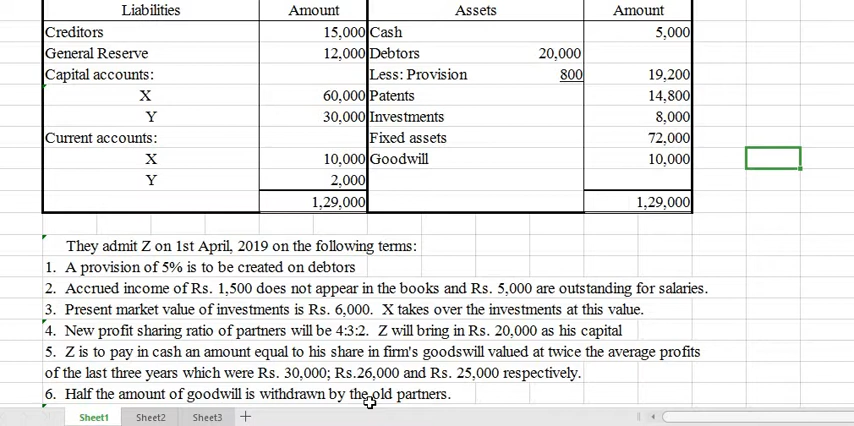 Liabilities Amount Assets Amount
Creditors 15,000 Cash 5,000
General Reserve 12,000 Debtors 20,000
Capital accounts: Less: Provision 800 19,200
X 60,000 Patents 14,800
Y 30,000 Investments 8,000
Current accounts: Fixed assets 72,000
X 10,000 Goodwill 10,000
Y 2,000
1,29,000 1,29,000
They admit Z on 1st April, 2019 on the following terms:
1. A provision of 5% is to be created on debtors
2. Accrued income of Rs. 1,500 does not appear in the books and Rs. 5,000 are outstanding for salaries.
3. Present market value of investments is Rs. 6,000. X takes over the investments at this value.
4. New profit sharing ratio of partners will be 4:3:2. Z will bring in Rs. 20,000 as his capital
5. Z is to pay in cash an amount equal to his share in firm's goodswill valued at twice the average profits
of the last three years which were Rs. 30,000; Rs.26,000 and Rs. 25,000 respectively.
6. Half the amount of goodwill is withdrawn by the old partners.
Sheet1 Sheet2 Sheet3